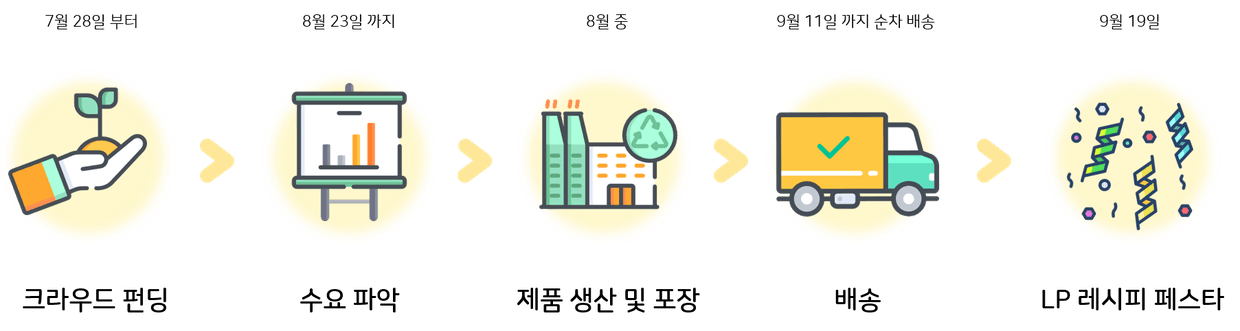 7월 28일 부터
8월 23일 까지
8월 중
9월 11일 까지 순차 배송
9월 19일
크라우드 펀딩
수요 파악
제품 생산 및 포장
배송
LP 레시피 페스타